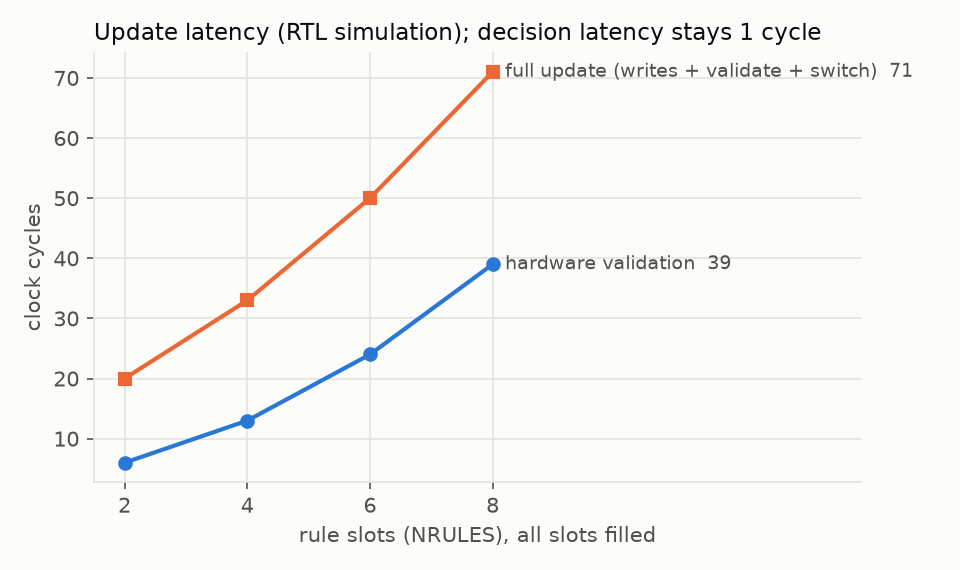 Update latency (RTL simulation); decision latency stays 1 cycle
70
60
50
40
30
20
10
clock cycles
full update (writes + validate + switch)  71
hardware validation  39
2
4
6
8
rule slots (NRULES), all slots filled